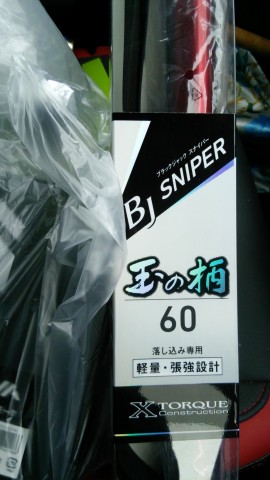 ブラックジャック スナイパー
BJ SNIPER
玉の柄
60
落し込み専用
軽量・張強設計
X TORQUE
Construction